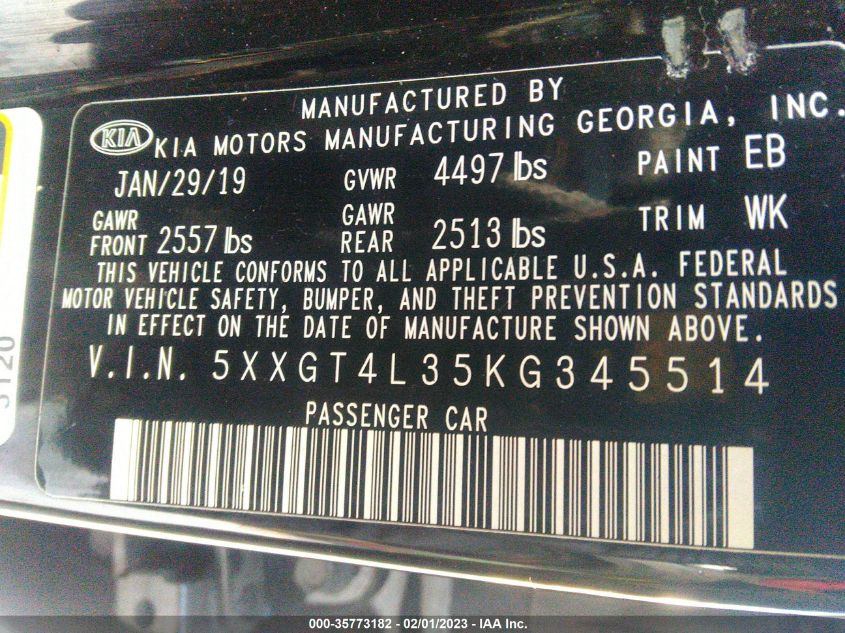 MANUFACTURED BY
KIA KIA MOTORS MANUFACTURING GEORGIA, INC.
JAN/29/19 GVWR 4497 lbs PAINT EB
GAWR FRONT 2557 lbs GAWR REAR 2513 lbs TRIM WK
THIS VEHICLE CONFORMS TO ALL APPLICABLE U.S.A. FEDERAL
MOTOR VEHICLE SAFETY, BUMPER, AND THEFT PREVENTION STANDARDS
IN EFFECT ON THE DATE OF MANUFACTURE SHOWN ABOVE.
V.I.N. 5XXGT4L35KG345514
PASSENGER CAR
000-35773182 - 02/01/2023 - IAA Inc.